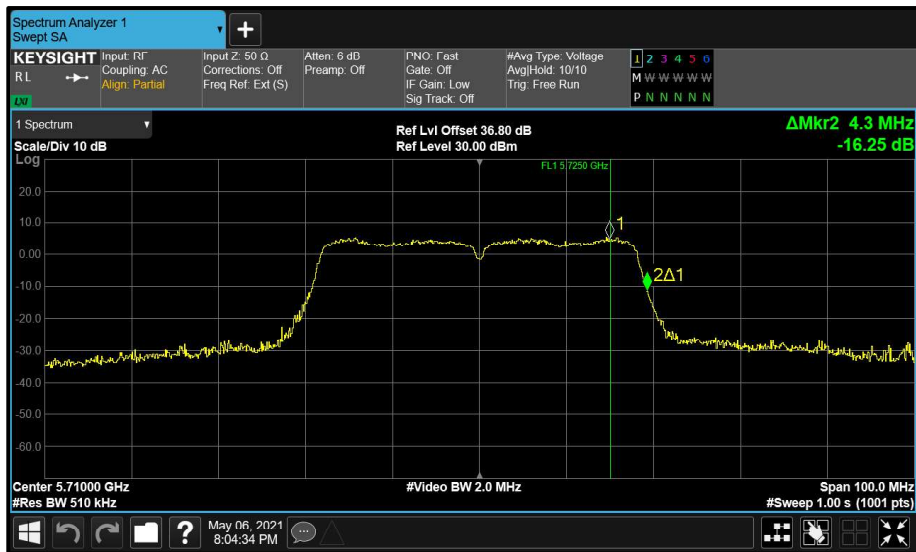 Spectrum Analyzer 1
Swept SA
KEYSIGHT
RL
LXI
Input: RF
Coupling: AC
Align: Partial
Input Z: 50 Ω
Corrections: Off
Freq Ref: Ext (S)
Atten: 6 dB
Preamp: Off
PNO: Fast
Gate: Off
IF Gain: Low
Sig Track: Off
#Avg Type: Voltage
Avg|Hold: 10/10
Trig: Free Run
1 2 3 4 5 6
M W W W W W
P N N N N N
1 Spectrum
Scale/Div 10 dB
Ref Lvl Offset 36.80 dB
Ref Level 30.00 dBm
ΔMkr2 4.3 MHz
-16.25 dB
Log
FL1 5.7250 GHz
20.0
10.0
0.00
-10.0
-20.0
-30.0
-40.0
-50.0
-60.0
1
2Δ1
Center 5.71000 GHz
#Video BW 2.0 MHz
Span 100.0 MHz
#Res BW 510 kHz
#Sweep 1.00 s (1001 pts)
?
May 06, 2021
8:04:34 PM